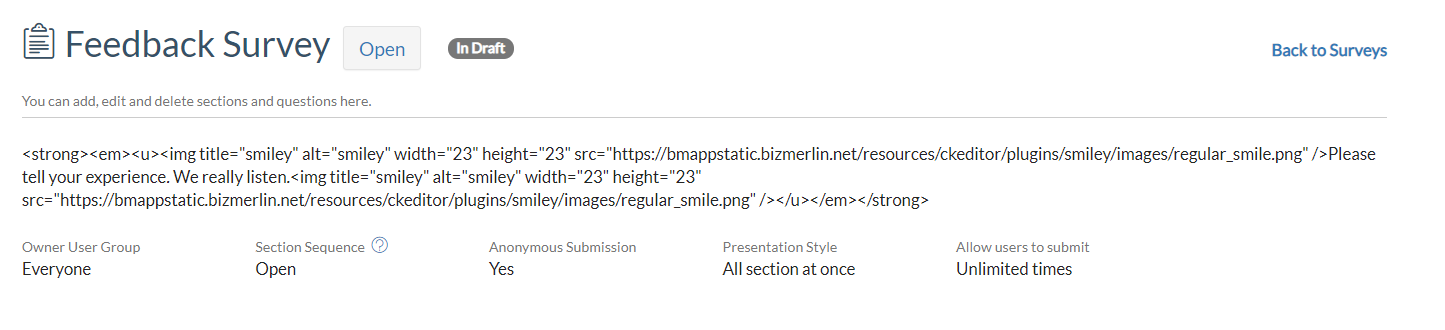 Feedback Survey Open In Draft Back to Surveys
You can add, edit and delete sections and questions here.
<strong><em><u><img title="smiley" alt="smiley" width="23" height="23" src="https://bmappstatic.bizmerlin.net/resources/ckeditor/plugins/smiley/images/regular_smile.png" />Please
tell your experience. We really listen.<img title="smiley" alt="smiley" width="23" height="23"
src="https://bmappstatic.bizmerlin.net/resources/ckeditor/plugins/smiley/images/regular_smile.png" /></u></em></strong>
Owner User Group Section Sequence ? Anonymous Submission Presentation Style Allow users to submit
Everyone Open Yes All section at once Unlimited times